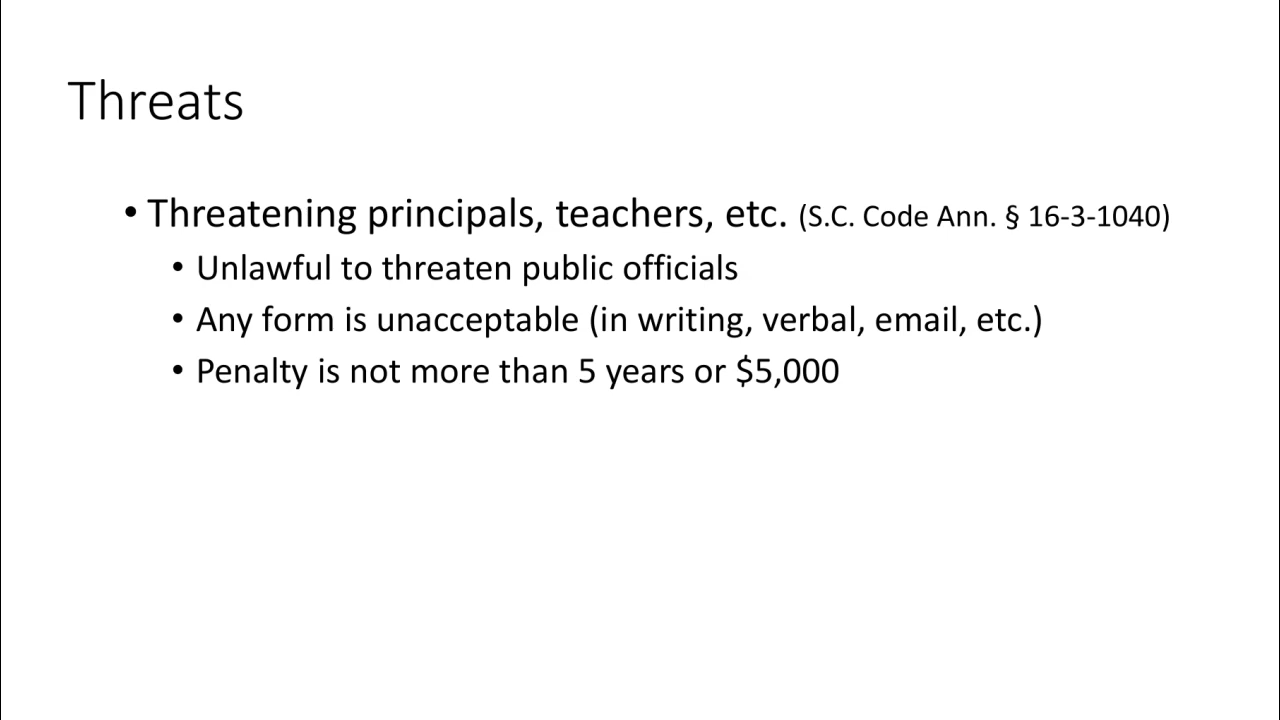 Threats
• Threatening principals, teachers, etc. (S.C. Code Ann. § 16-3-1040)
• Unlawful to threaten public officials
• Any form is unacceptable (in writing, verbal, email, etc.)
• Penalty is not more than 5 years or $5,000